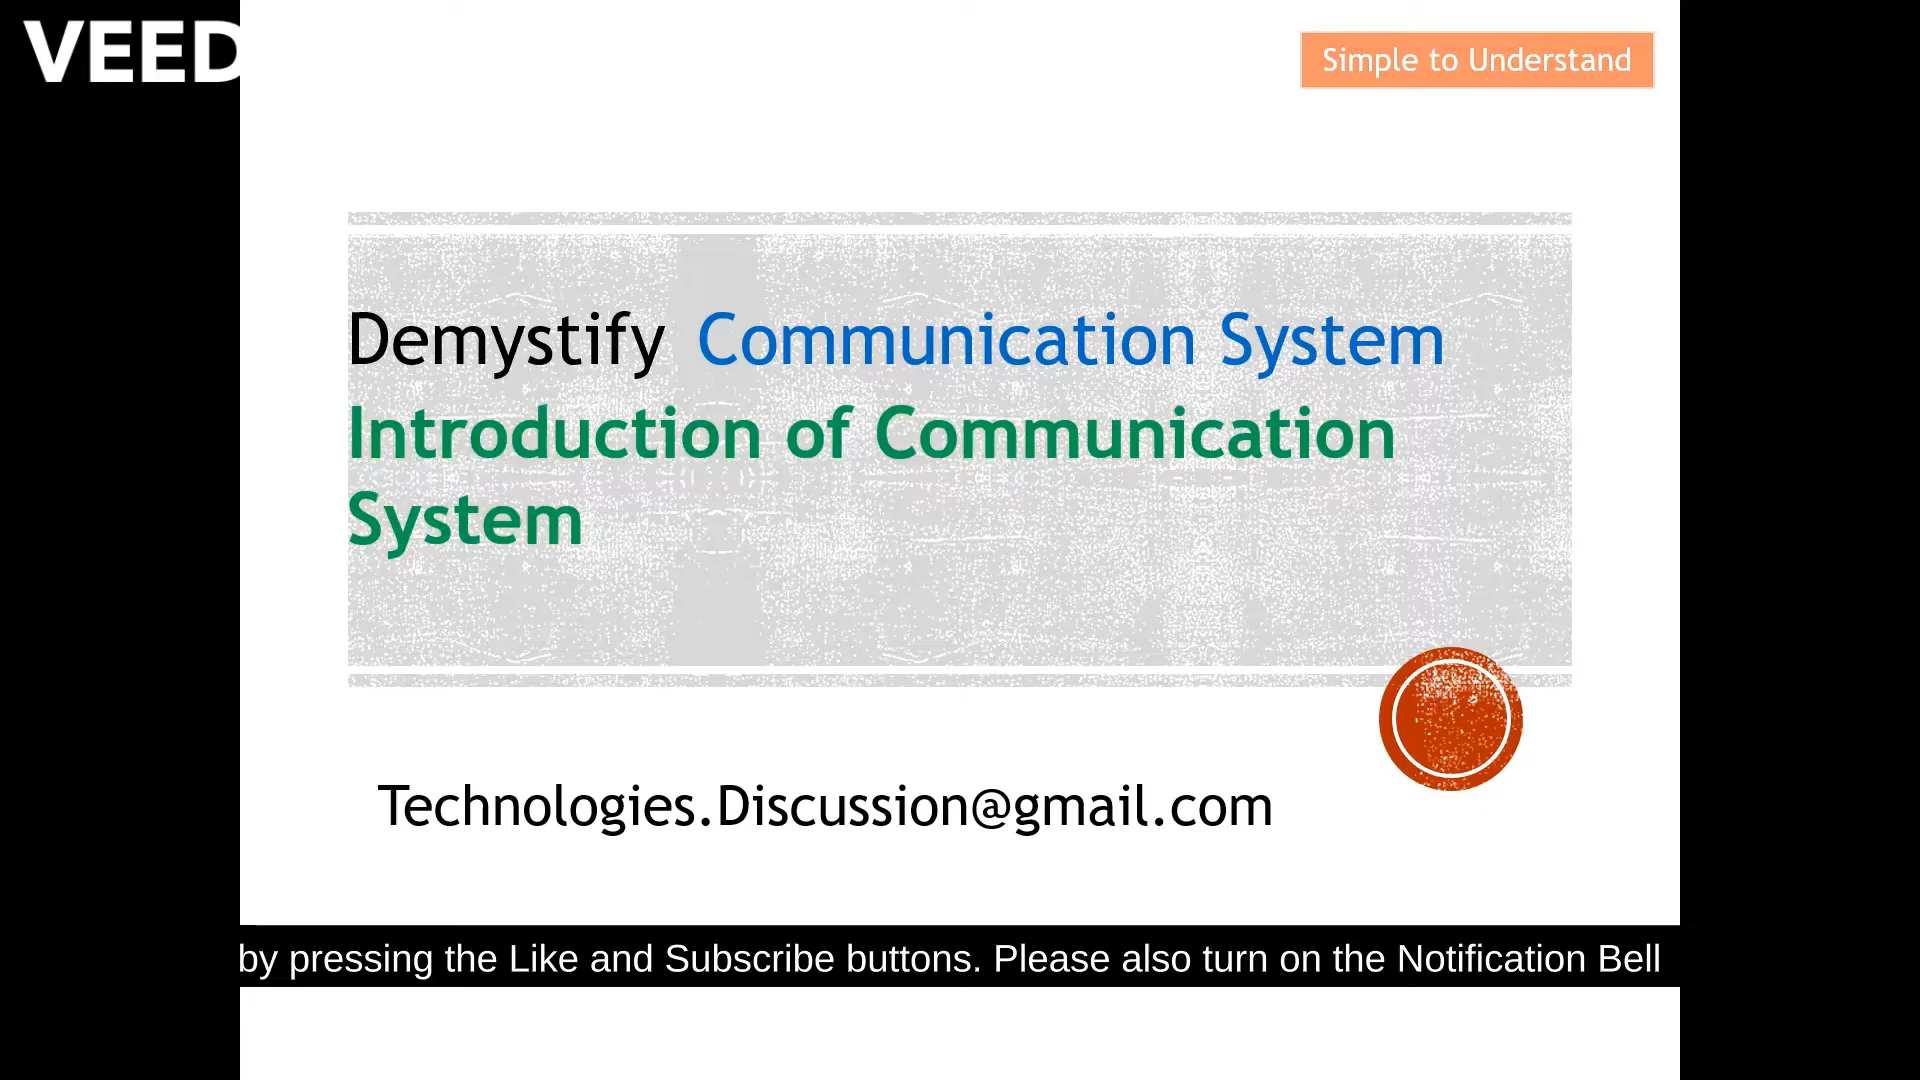 VEED
Simple to Understand
Demystify Communication System
Introduction of Communication
System
Technologies.Discussion@gmail.com
by pressing the Like and Subscribe buttons. Please also turn on the Notification Bell